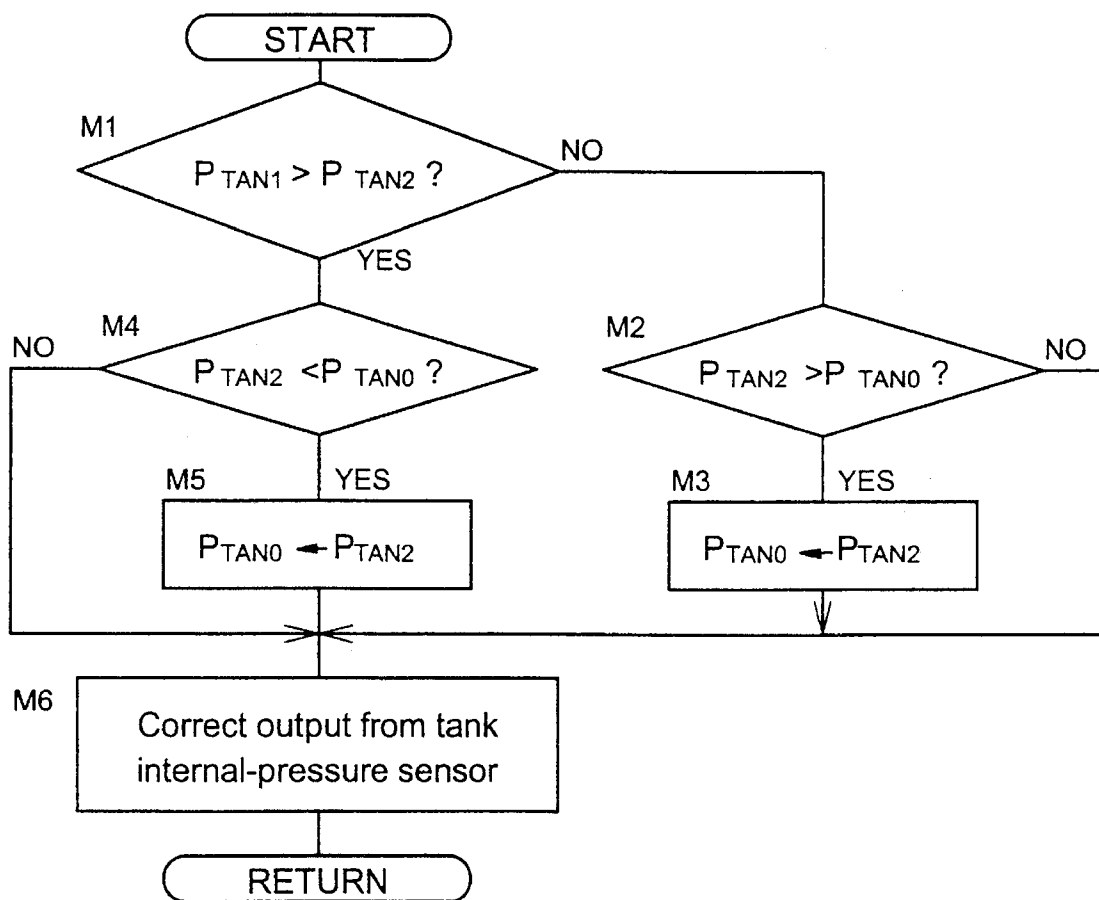 START
M1
P TAN1 > P TAN2 ?
NO
YES
M4
NO
P TAN2 <P TAN0 ?
M2
NO
P TAN2 >P TAN0 ?
M5
YES
M3
YES
PTAN0 ← PTAN2
PTAN0 ← PTAN2
M6
Correct output from tank
internal-pressure sensor
RETURN